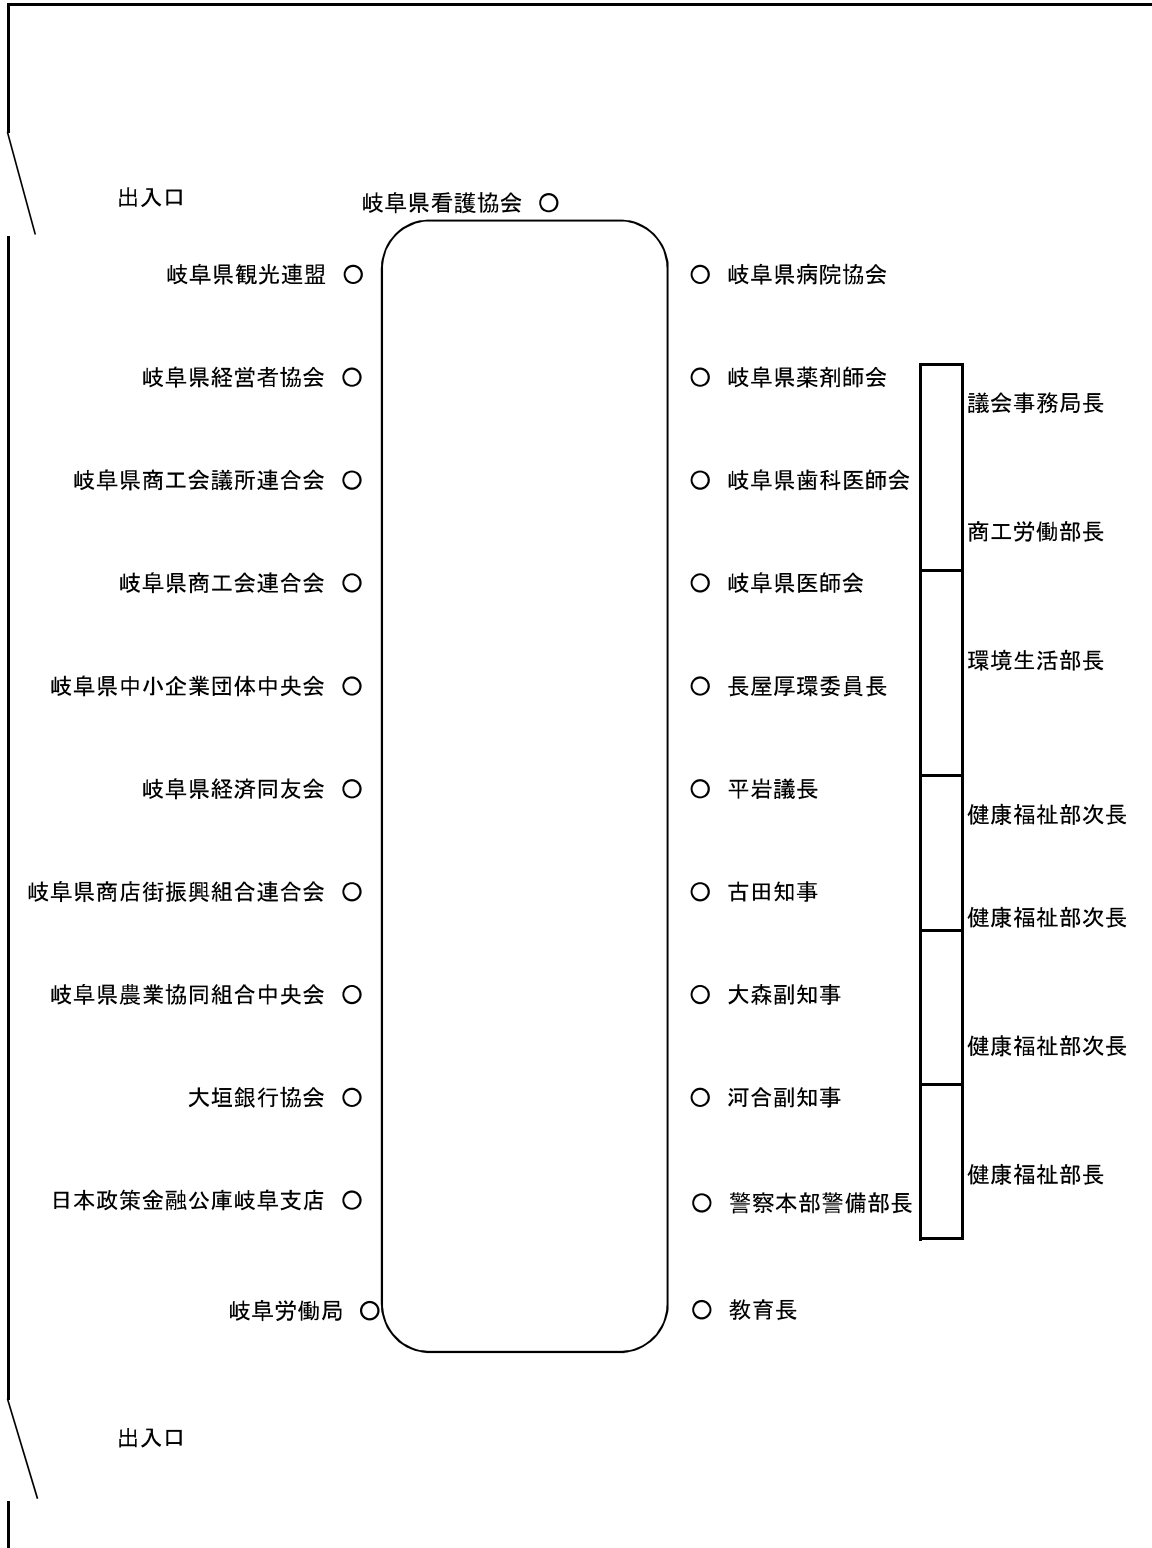 出入口
岐阜県看護協会
岐阜県観光連盟
岐阜県病院協会
岐阜県経営者協会
岐阜県薬剤師会
議会事務局長
岐阜県商工会議所連合会
岐阜県歯科医師会
商工労働部長
岐阜県商工会連合会
岐阜県医師会
環境生活部長
岐阜県中小企業団体中央会
長屋厚環委員長
岐阜県経済同友会
平岩議長
健康福祉部次長
岐阜県商店街振興組合連合会
古田知事
健康福祉部次長
岐阜県農業協同組合中央会
大森副知事
健康福祉部次長
大垣銀行協会
河合副知事
健康福祉部長
日本政策金融公庫岐阜支店
警察本部警備部長
岐阜労働局
教育長
出入口